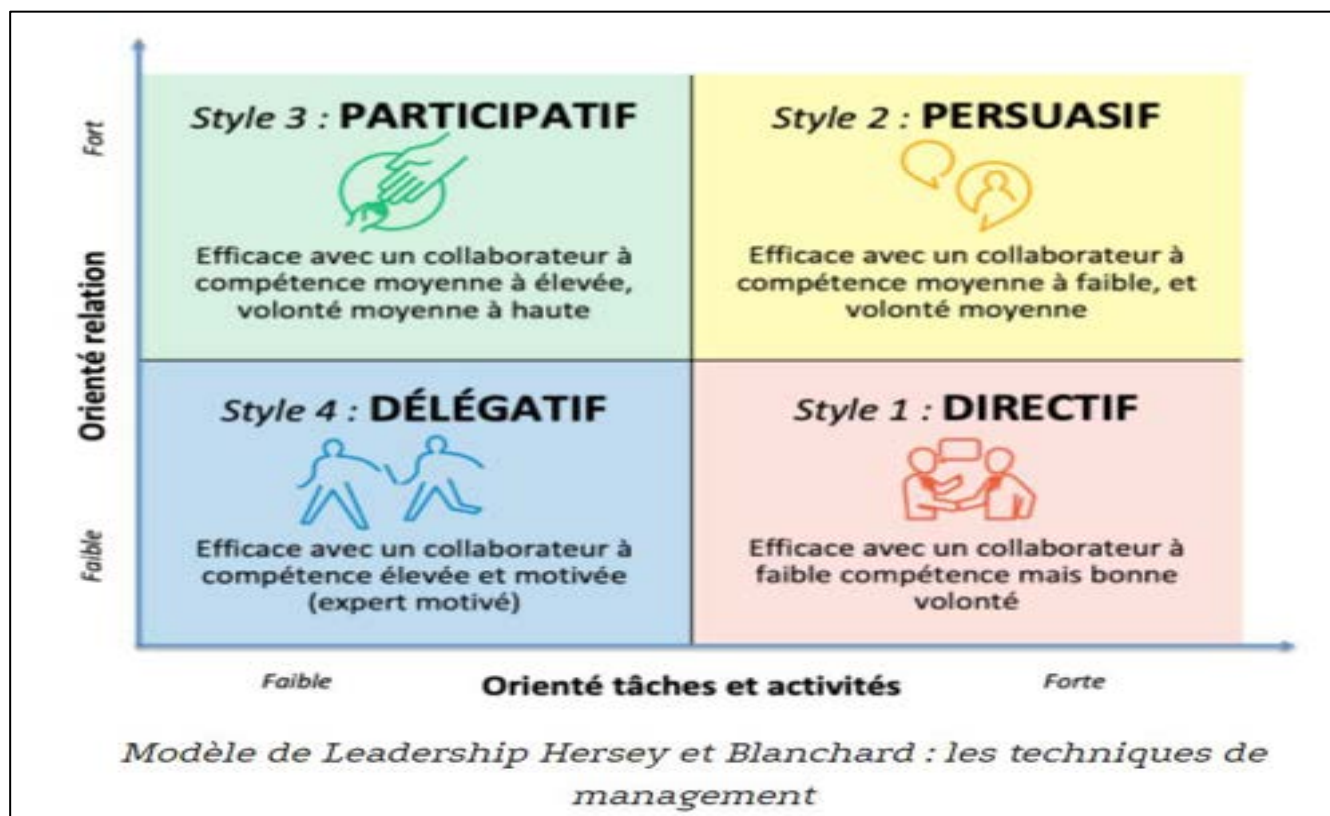 Style 3 : PARTICIPATIF
Efficace avec un collaborateur à
compétence moyenne à élevée,
volonté moyenne à haute
Style 2 : PERSUASIF
Efficace avec un collaborateur à
compétence moyenne à faible, et
volonté moyenne
Style 4 : DÉLÉGATIF
Efficace avec un collaborateur à
compétence élevée et motivée
(expert motivé)
Style 1 : DIRECTIF
Efficace avec un collaborateur à
faible compétence mais bonne
volonté
Fort
Orienté relation
Faible
Faible
Orienté tâches et activités
Forte
Modèle de Leadership Hersey et Blanchard : les techniques de
management